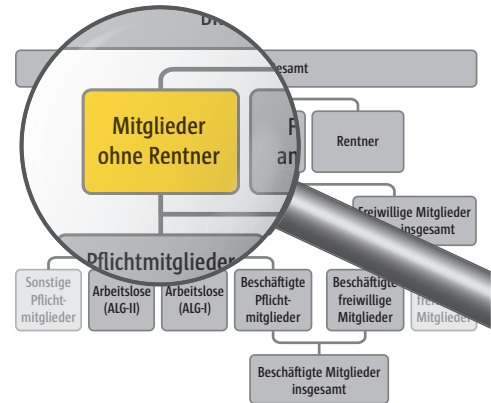 esamt
Mitglieder
ohne Rentner
Rentner
Freiwillige Mitglieder
insgesamt
Pflichtmitglieder
Sonstige
Pflicht-
mitglieder
Arbeitslose
(ALG-II)
Arbeitslose
(ALG-I)
Beschäftigte
Pflicht-
mitglieder
Beschäftigte
freiwillige
Mitglieder
Mitglieder
Beschäftigte Mitglieder
insgesamt